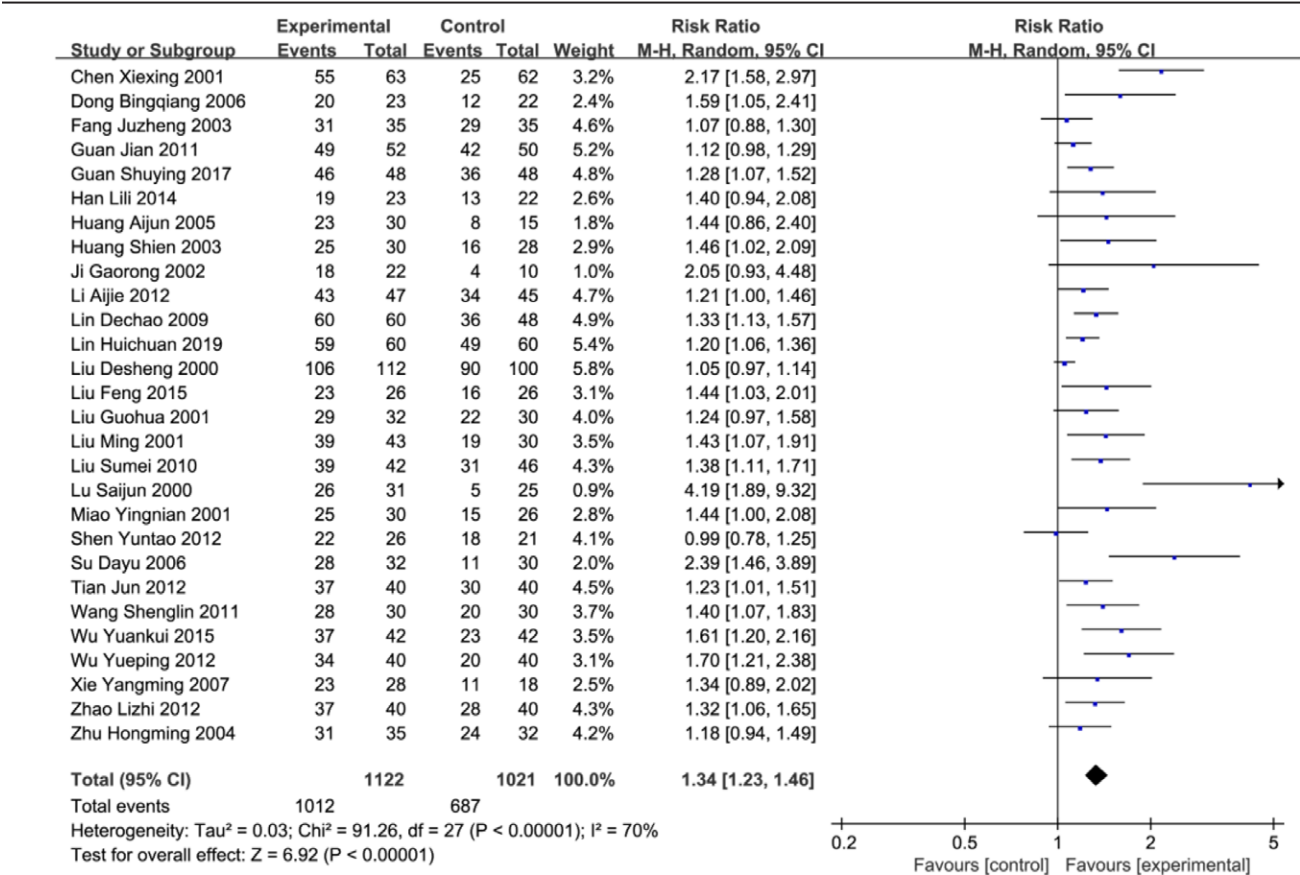 Experimental Control Risk Ratio Risk Ratio
Study or Subgroup Events Total Events Total Weight M-H, Random, 95% CI M-H, Random, 95% CI
Chen Xiexing 2001 55 63 25 62 3.2% 2.17 [1.58, 2.97]
Dong Bingqiang 2006 20 23 12 22 2.4% 1.59 [1.05, 2.41]
Fang Juzheng 2003 31 35 29 35 4.6% 1.07 [0.88, 1.30]
Guan Jian 2011 49 52 42 50 5.2% 1.12 [0.98, 1.29]
Guan Shuying 2017 46 48 36 48 4.8% 1.28 [1.07, 1.52]
Han Lili 2014 19 23 13 22 2.6% 1.40 [0.94, 2.08]
Huang Aijun 2005 23 30 8 15 1.8% 1.44 [0.86, 2.40]
Huang Shien 2003 25 30 16 28 2.9% 1.46 [1.02, 2.09]
Ji Gaorong 2002 18 22 4 10 1.0% 2.05 [0.93, 4.48]
Li Aijie 2012 43 47 34 45 4.7% 1.21 [1.00, 1.46]
Lin Dechao 2009 60 60 36 48 4.9% 1.33 [1.13, 1.57]
Lin Huichuan 2019 59 60 49 60 5.4% 1.20 [1.06, 1.36]
Liu Desheng 2000 106 112 90 100 5.8% 1.05 [0.97, 1.14]
Liu Feng 2015 23 26 16 26 3.1% 1.44 [1.03, 2.01]
Liu Guohua 2001 29 32 22 30 4.0% 1.24 [0.97, 1.58]
Liu Ming 2001 39 43 19 30 3.5% 1.43 [1.07, 1.91]
Liu Sumei 2010 39 42 31 46 4.3% 1.38 [1.11, 1.71]
Lu Saijun 2000 26 31 5 25 0.9% 4.19 [1.89, 9.32]
Miao Yingnian 2001 25 30 15 26 2.8% 1.44 [1.00, 2.08]
Shen Yuntao 2012 22 26 18 21 4.1% 0.99 [0.78, 1.25]
Su Dayu 2006 28 32 11 30 2.0% 2.39 [1.46, 3.89]
Tian Jun 2012 37 40 30 40 4.5% 1.23 [1.01, 1.51]
Wang Shenglin 2011 28 30 20 30 3.7% 1.40 [1.07, 1.83]
Wu Yuankui 2015 37 42 23 42 3.5% 1.61 [1.20, 2.16]
Wu Yueping 2012 34 40 20 40 3.1% 1.70 [1.21, 2.38]
Xie Yangming 2007 23 28 11 18 2.5% 1.34 [0.89, 2.02]
Zhao Lizhi 2012 37 40 28 40 4.3% 1.32 [1.06, 1.65]
Zhu Hongming 2004 31 35 24 32 4.2% 1.18 [0.94, 1.49]
Total (95% CI) 1122 1021 100.0% 1.34 [1.23, 1.46]
Total events 1012 687
Heterogeneity: Tau² = 0.03; Chi² = 91.26, df = 27 (P < 0.00001); I² = 70%
Test for overall effect: Z = 6.92 (P < 0.00001)
0.2 0.5 1 2 5
Favours [control] Favours [experimental]